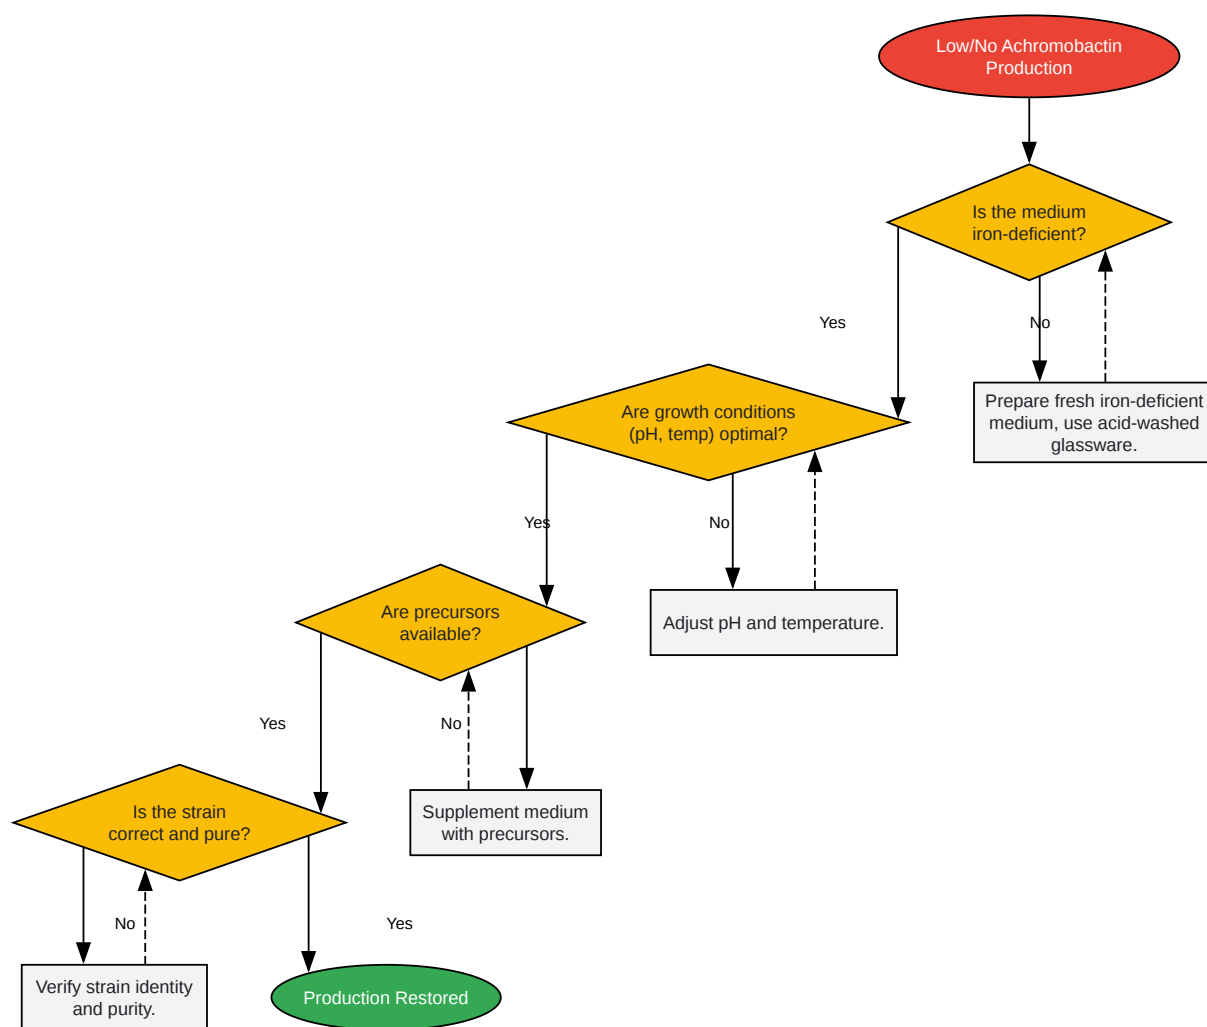 Low/No Achromobactin
Production
Is the medium
iron-deficient?
Yes
No
Prepare fresh iron-deficient
medium, use acid-washed
glassware.
Are growth conditions
(pH, temp) optimal?
Yes
No
Adjust pH and temperature.
Are precursors
available?
Yes
No
Supplement medium
with precursors.
Is the strain
correct and pure?
No
Yes
Verify strain identity
and purity.
Production Restored